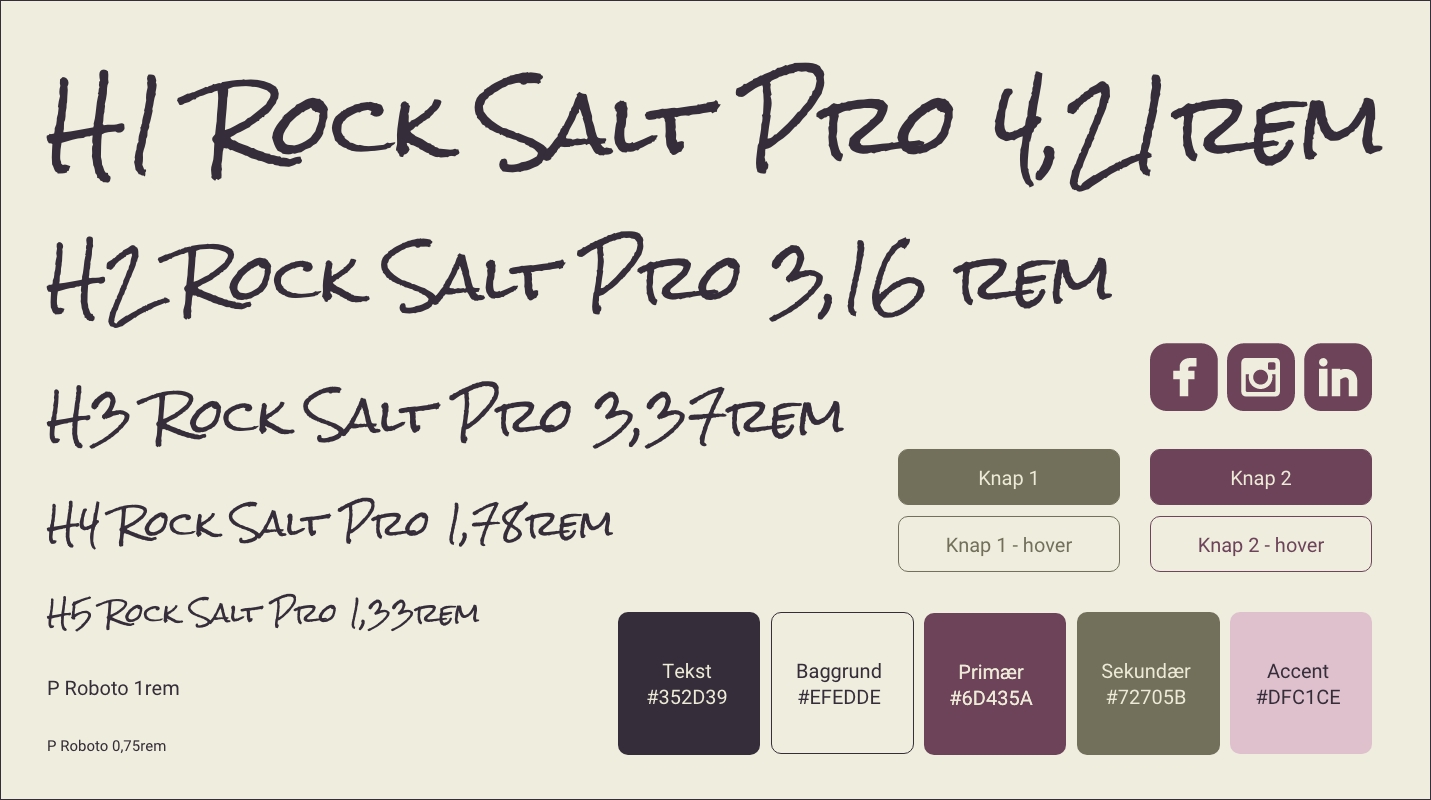 H1 Rock Salt Pro 4,21rem
H2 Rock Salt Pro 3,16 rem
H3 Rock Salt Pro 3,37rem
H4 Rock Salt Pro 1,78rem
H5 Rock Salt Pro 1,33rem
P Roboto 1rem
P Roboto 0,75rem
f
in
Knap 1
Knap 2
Knap 1 - hover
Knap 2 - hover
Tekst
#352D39
Baggrund
#EFEDDE
Primær
#6D435A
Sekundær
#72705B
Accent
#DFC1CE